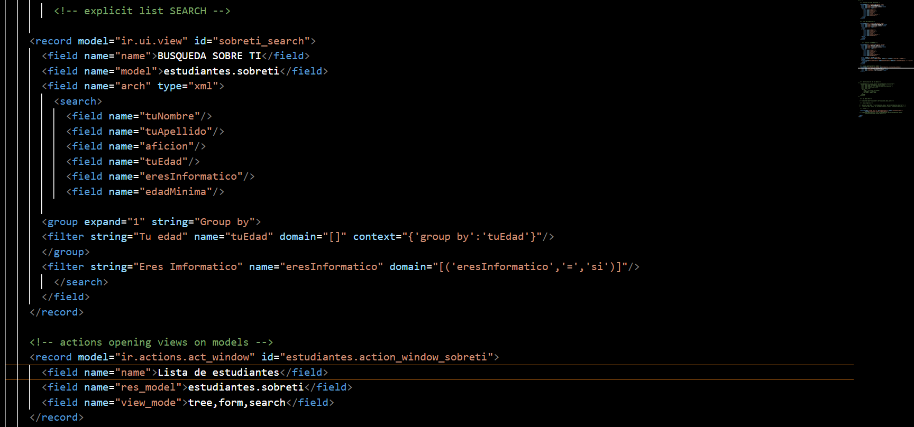 <!-- explicit list SEARCH -->
<record model="ir.ui.view" id="sobreti_search">
<field name="name">BUSQUEDA SOBRE TI</field>
<field name="model">estudiantes.sobreti</field>
<field name="arch" type="xml">
<search>
<field name="tuNombre"/>
<field name="tuApellido"/>
<field name="aficion"/>
<field name="tuEdad"/>
<field name="eresInformatico"/>
<field name="edadMinima"/>
<group expand="1" string="Group by">
<filter string="Tu edad" name="tuEdad" domain="[]" context="{'group by':'tuEdad'}"/>
</group>
<filter string="Eres Imformatico" name="eresInformatico" domain="[('eresInformatico','=','si')]"/>
</search>
</field>
</record>
<!-- actions opening views on models -->
<record model="ir.actions.act_window" id="estudiantes.action_window_sobreti">
<field name="name">Lista de estudiantes</field>
<field name="res_model">estudiantes.sobreti</field>
<field name="view_mode">tree,form,search</field>
</record>